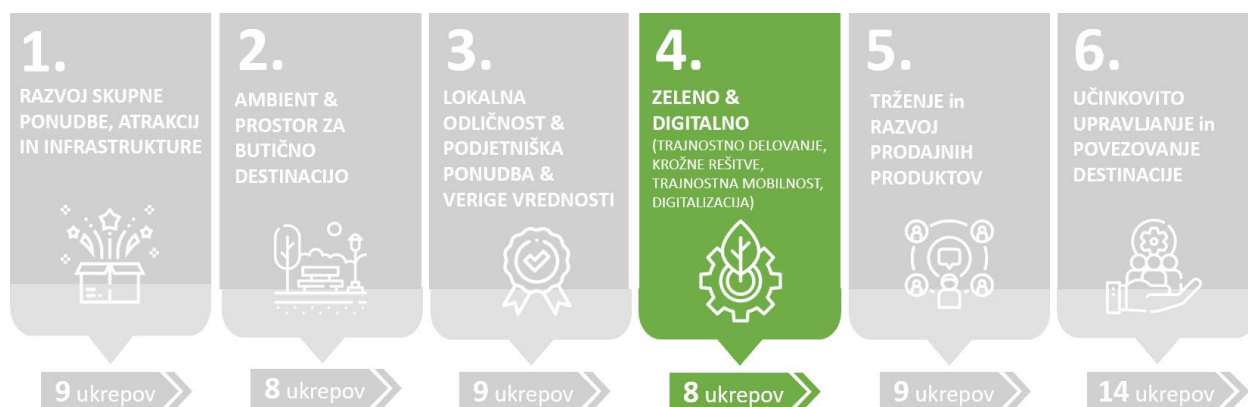 1.
RAZVOJ SKUPNE
PONUDBE, ATRAKCIJ
IN INFRASTRUKTURE
9 ukrepov
2.
AMBIENT &
PROSTOR ZA
BUTIČNO
DESTINACIJO
8 ukrepov
3.
LOKALNA
ODLIČNOST &
PODJETNIŠKA
PONUDBA &
VERIGE VREDNOSTI
9 ukrepov
4.
ZELENO &
DIGITALNO
(TRAJNOSTNO DELOVANJE,
KROŽNE REŠITVE,
TRAJNOSTNA MOBILNOST,
DIGITALIZACIJA)
8 ukrepov
5.
TRŽENJE in
RAZVOJ
PRODAJNIH
PRODUKTOV
9 ukrepov
6.
UČINKOVITO
UPRAVLJANJE in
POVEZOVANJE
DESTINACIJE
14 ukrepov